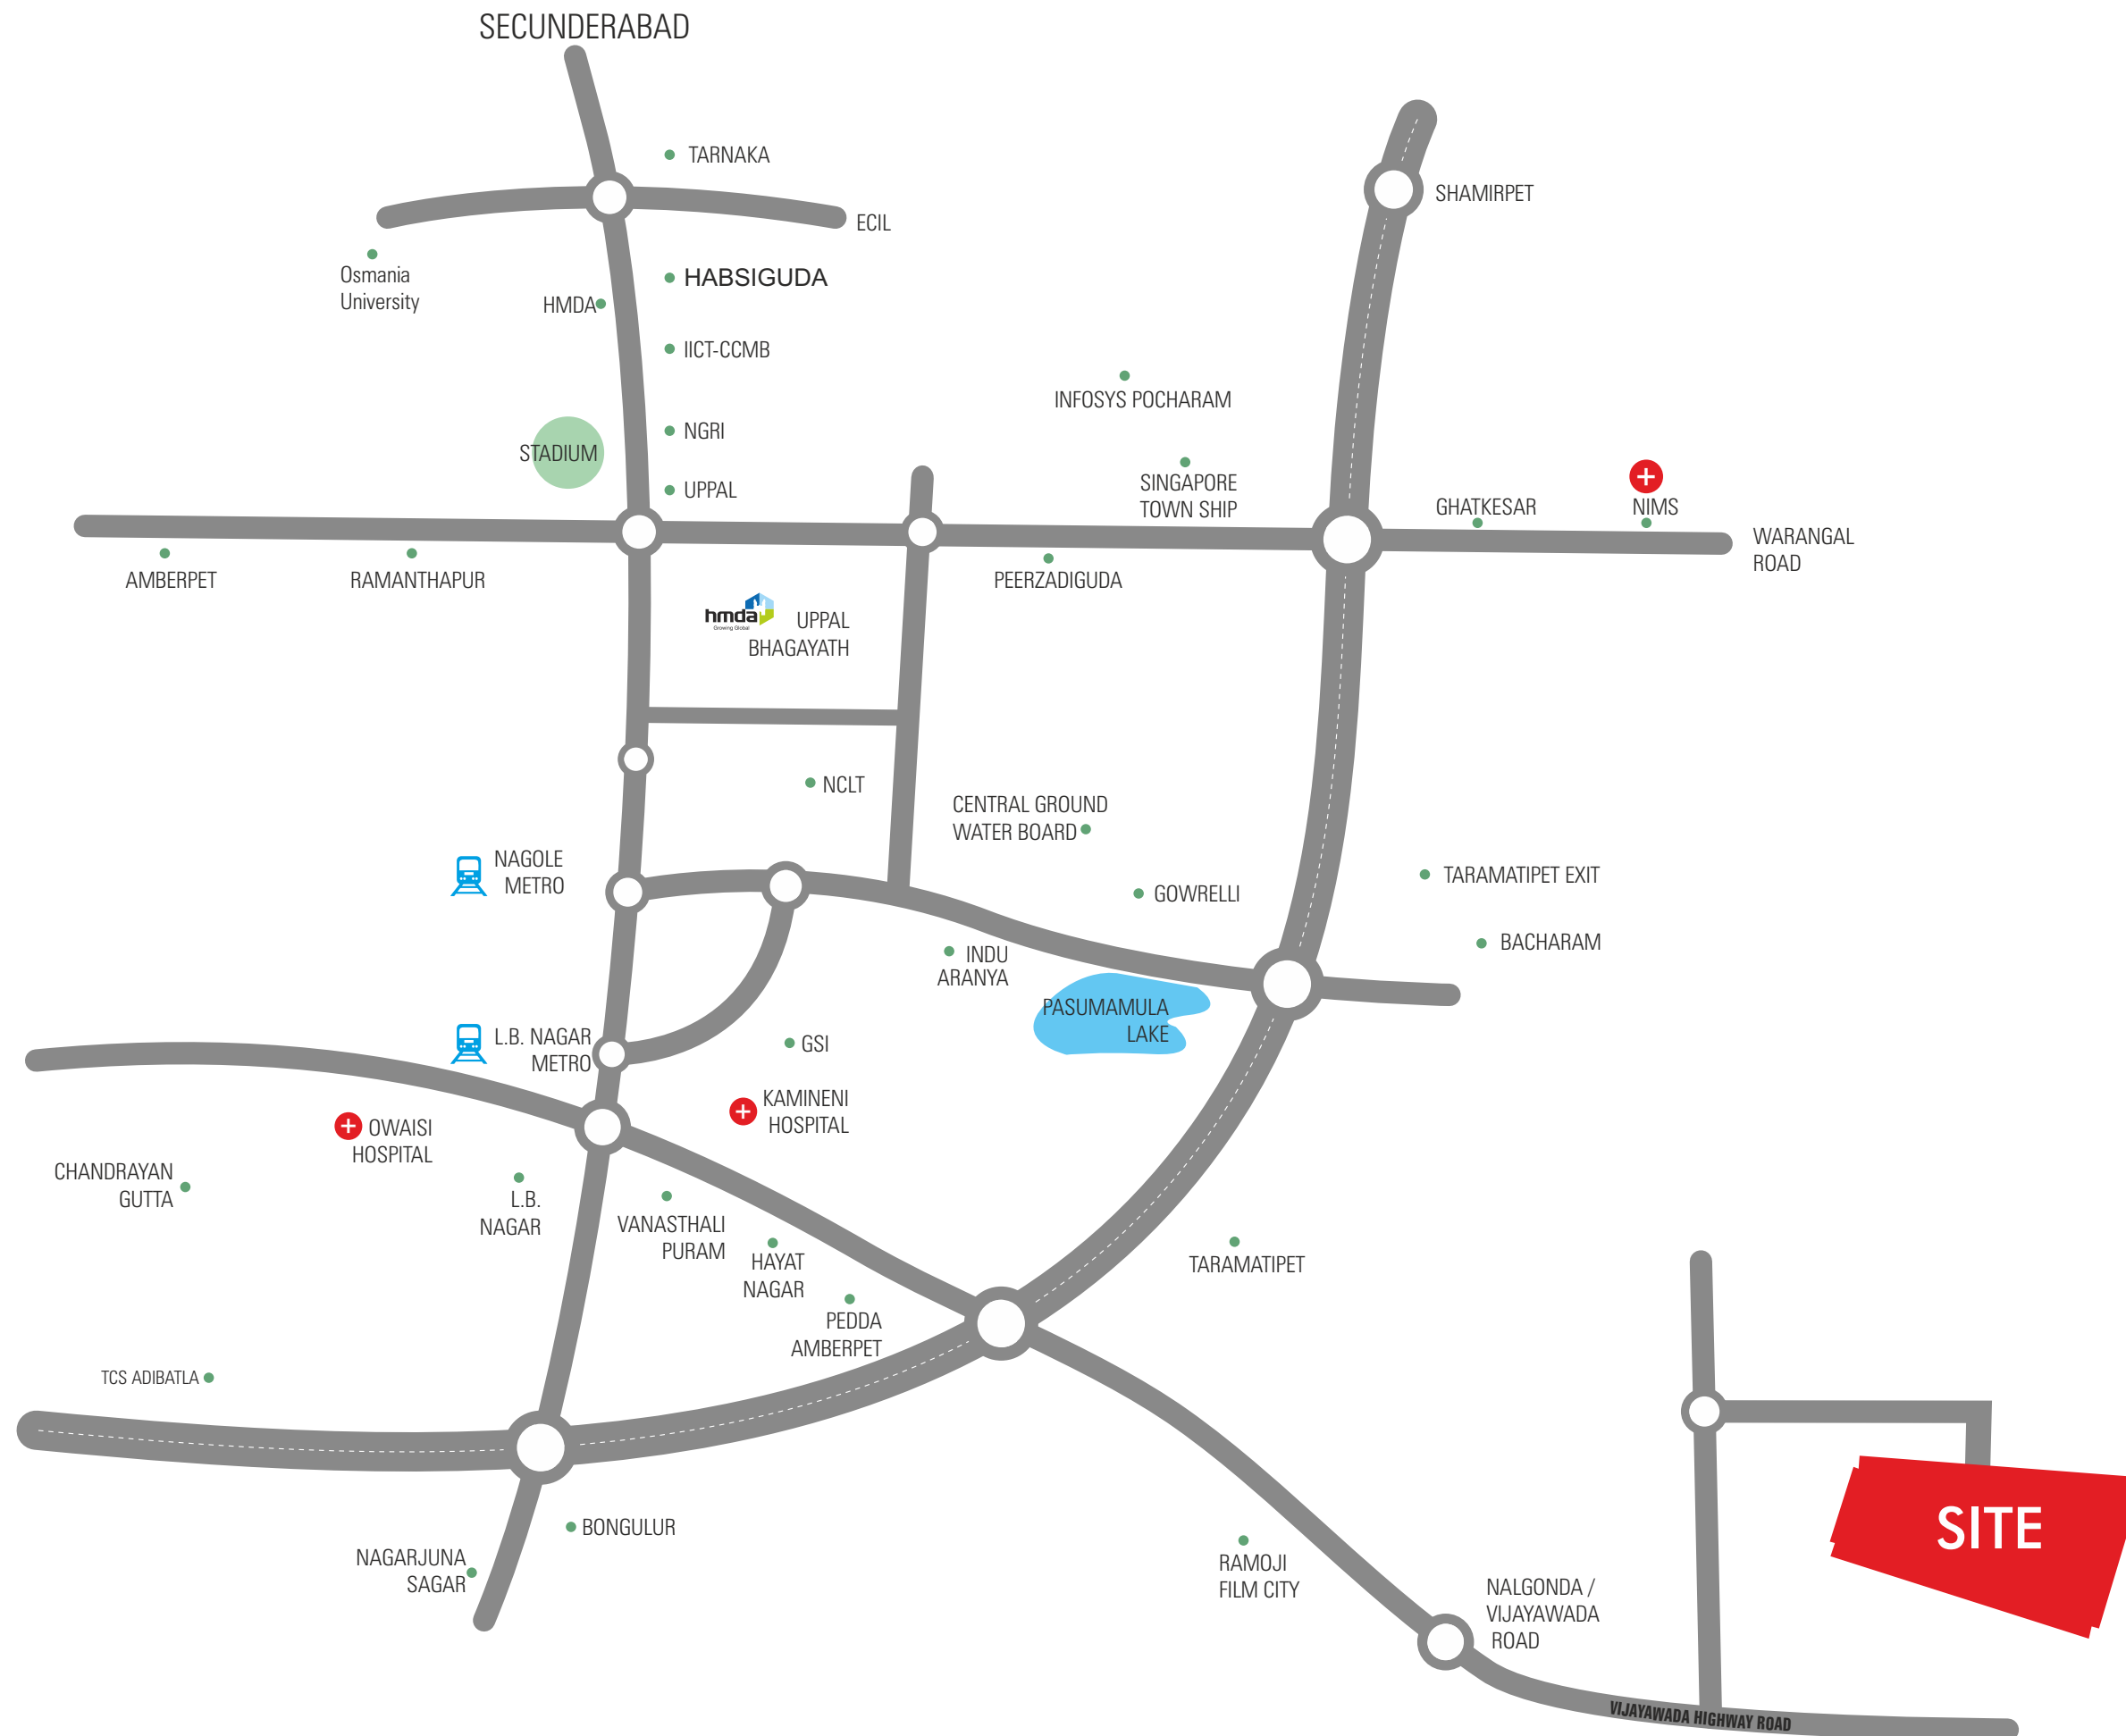 SECUNDERABAD
TARNAKA
SHAMIRPET
ECIL
Osmania
University
HABSIGUDA
HMDA
IICT-CCMB
INFOSYS POCHARAM
NGRI
STADIUM
UPPAL
SINGAPORE
TOWN SHIP
GHATKESAR
NIMS
WARANGAL
ROAD
AMBERPET
RAMANTHAPUR
PEERZADIGUDA
hmda
Growing Global
UPPAL
BHAGAYATH
NCLT
CENTRAL GROUND
WATER BOARD
NAGOLE
METRO
TARAMATIPET EXIT
GOWRELLI
BACHARAM
INDU
ARANYA
PASUMAMULA
LAKE
L.B. NAGAR
METRO
GSI
KAMINENI
HOSPITAL
OWAISI
HOSPITAL
CHANDRAYAN
GUTTA
L.B.
NAGAR
VANASTHALI
PURAM
HAYAT
NAGAR
TARAMATIPET
PEDDA
AMBERPET
TCS ADIBATLA
SITE
BONGULUR
NAGARJUNA
SAGAR
RAMOJI
FILM CITY
NALGONDA /
VIJAYAWADA
ROAD
VIJAYAWADA HIGHWAY ROAD